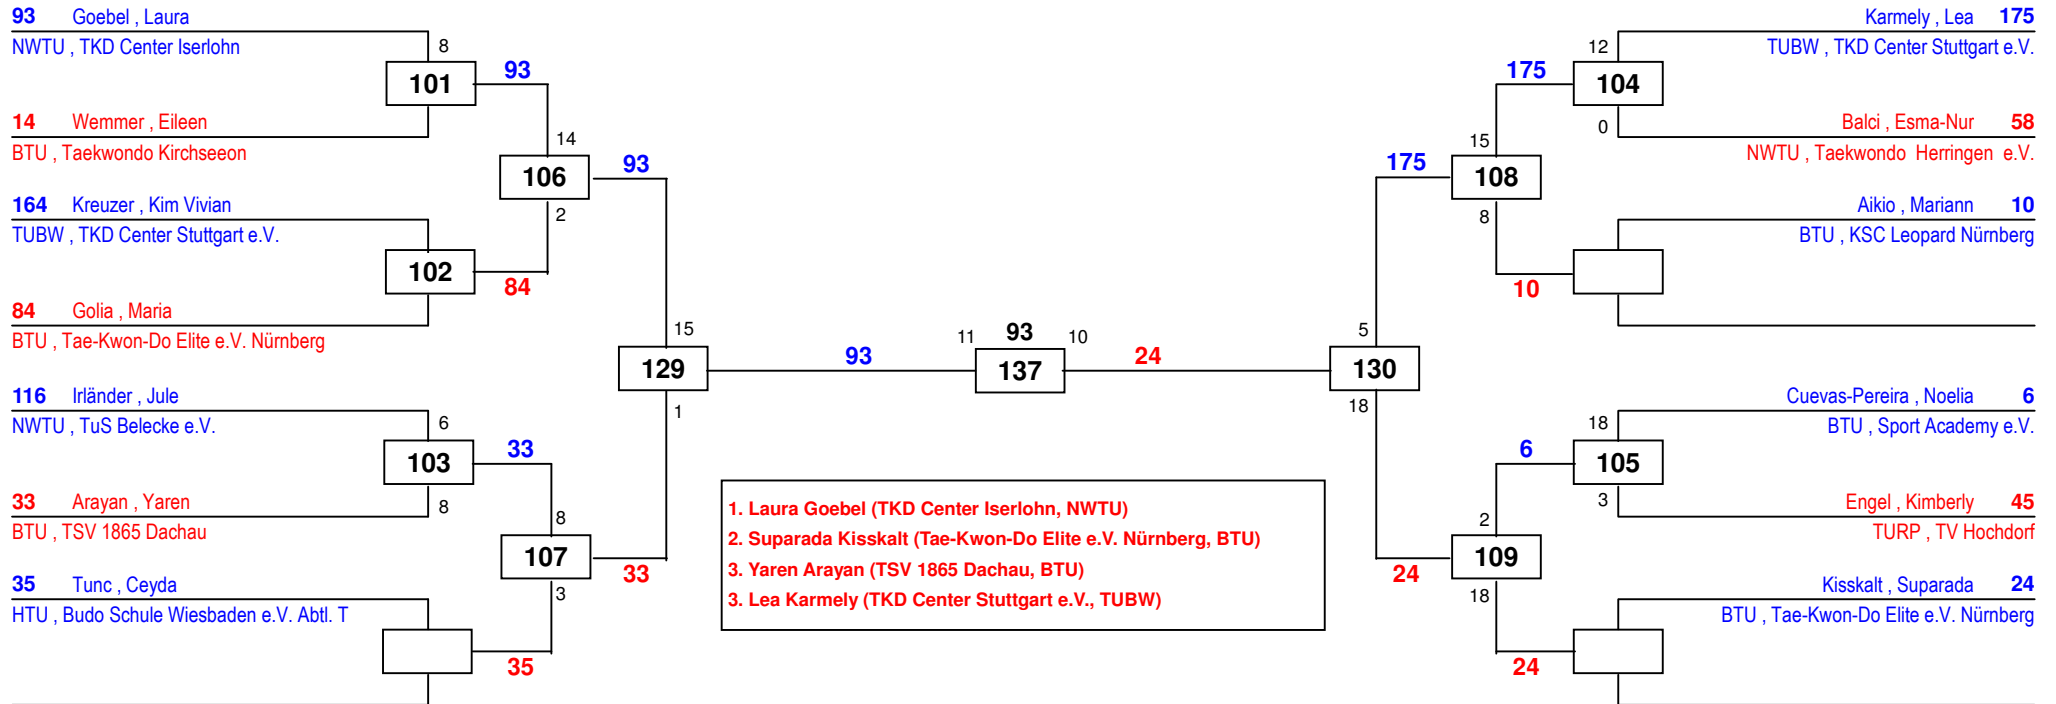 93 Goebel , Laura
NWTU , TKD Center Iserlohn
8
101
93
14 Wemmer , Eileen
BTU , Taekwondo Kirchseeon
14
106
93
2
164 Kreuzer , Kim Vivian
TUBW , TKD Center Stuttgart e.V.
102
84
84 Golia , Maria
BTU , Tae-Kwon-Do Elite e.V. Nürnberg
15
129
93
1
116 Irländer , Jule
NWTU , TuS Belecke e.V.
6
103
33
8
33 Arayan , Yaren
BTU , TSV 1865 Dachau
8
107
33
3
35 Tunc , Ceyda
HTU , Budo Schule Wiesbaden e.V. Abtl. T
35
11 93 10
137
24
1. Laura Goebel (TKD Center Iserlohn, NWTU)
2. Suparada Kisskalt (Tae-Kwon-Do Elite e.V. Nürnberg, BTU)
3. Yaren Arayan (TSV 1865 Dachau, BTU)
3. Lea Karmely (TKD Center Stuttgart e.V., TUBW)
Karmely , Lea 175
TUBW , TKD Center Stuttgart e.V.
12
175
104
0
Balci , Esma-Nur 58
NWTU , Taekwondo Herringen e.V.
15
175
108
8
Aikio , Mariann 10
BTU , KSC Leopard Nürnberg
10
5
130
18
Cuevas-Pereira , Noelia 6
BTU , Sport Academy e.V.
18
6
105
3
Engel , Kimberly 45
TURP , TV Hochdorf
2
109
24
18
Kisskalt , Suparada 24
BTU , Tae-Kwon-Do Elite e.V. Nürnberg
24